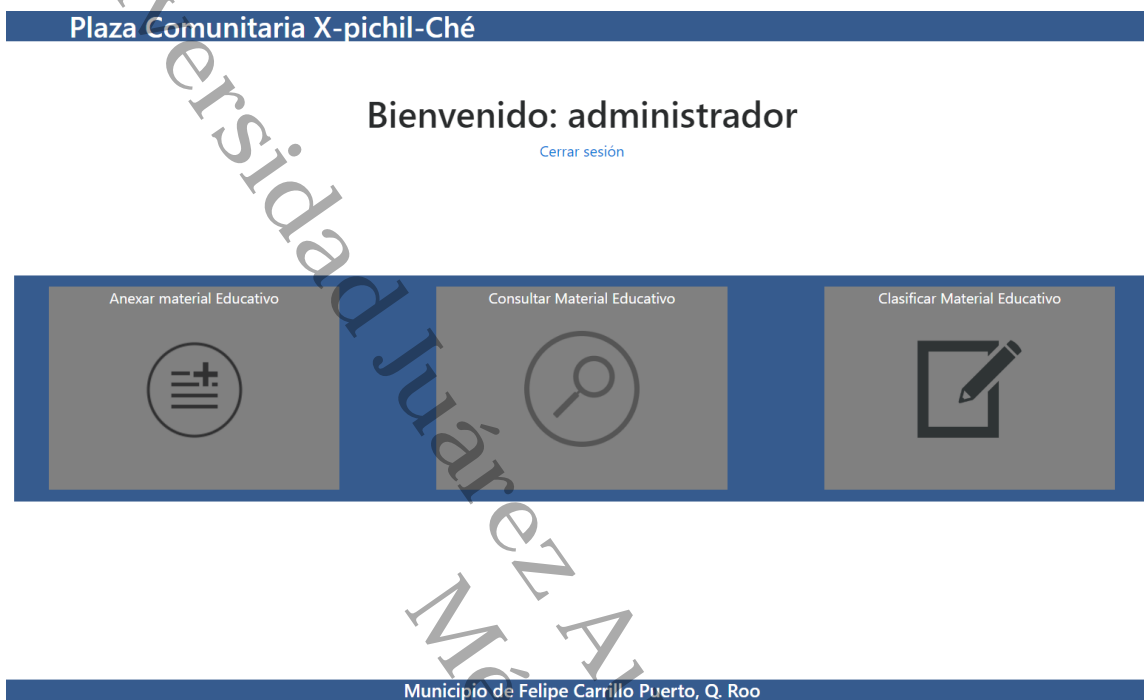 Plaza Comunitaria X-pichil-Ché
Bienvenido: administrador
Cerrar sesión
Anexar material Educativo
Consultar Material Educativo
Clasificar Material Educativo
Juárez
Municipio de Felipe Carrillo Puerto, Q. Roo